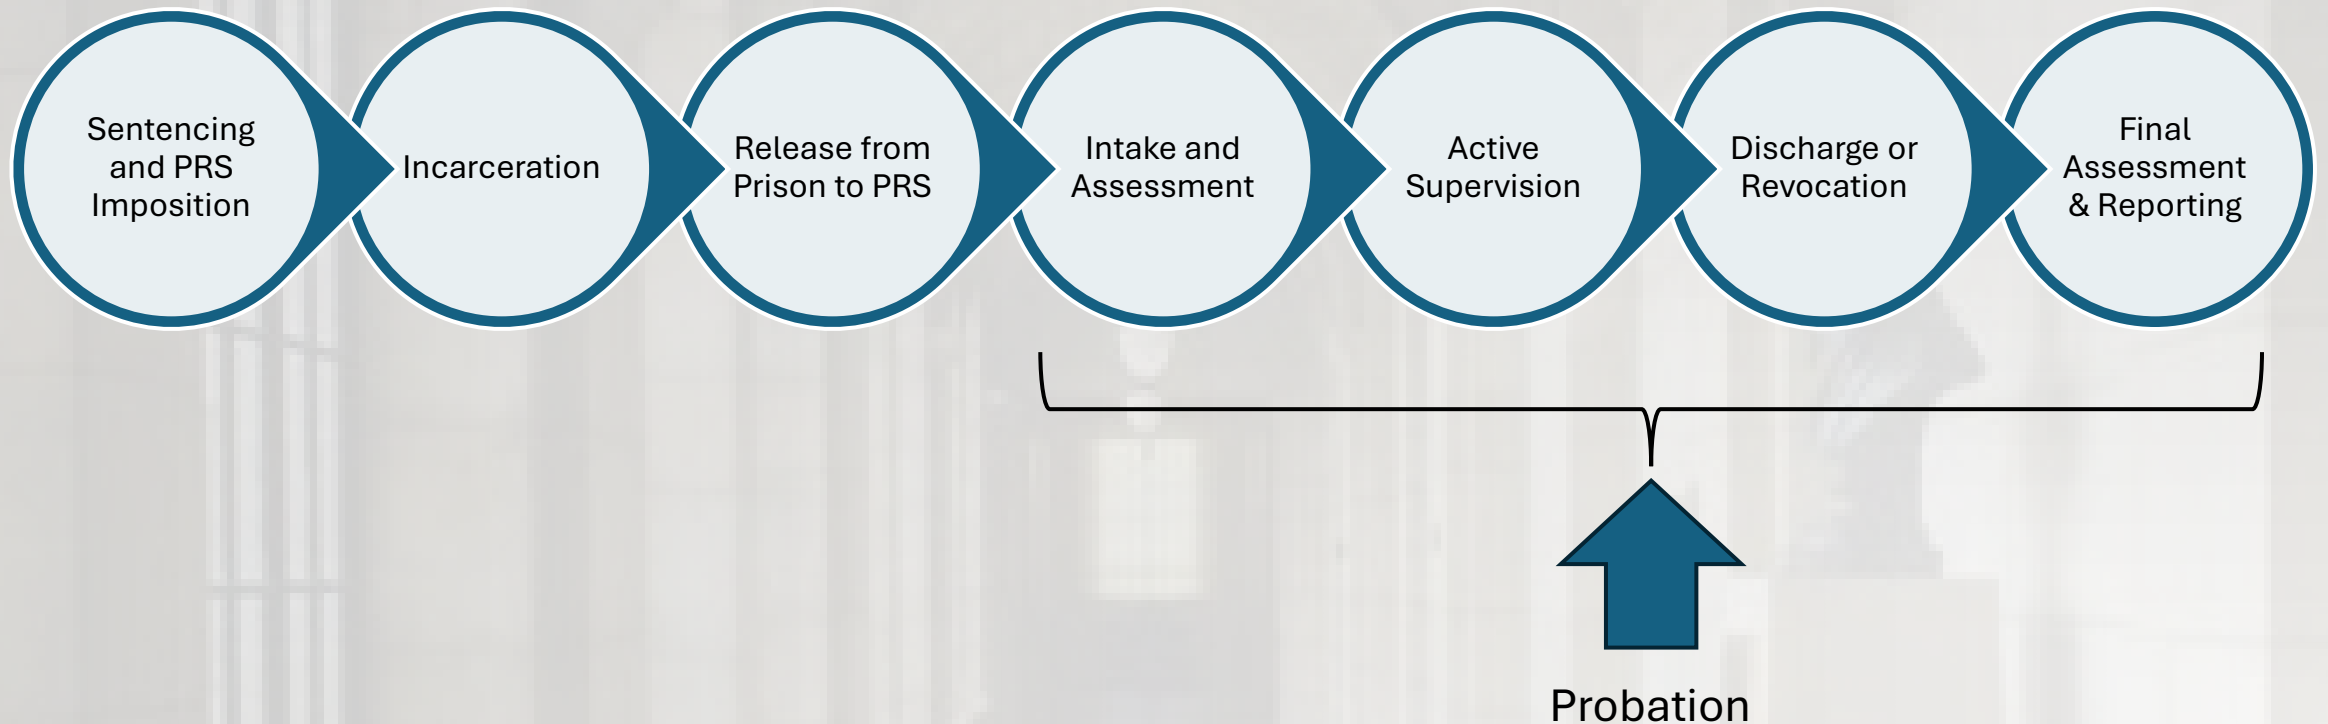 Sentencing
and PRS
Imposition
Incarceration
Release from
Prison to PRS
Intake and
Assessment
Active
Supervision
Discharge or
Revocation
Final
Assessment
& Reporting
Probation